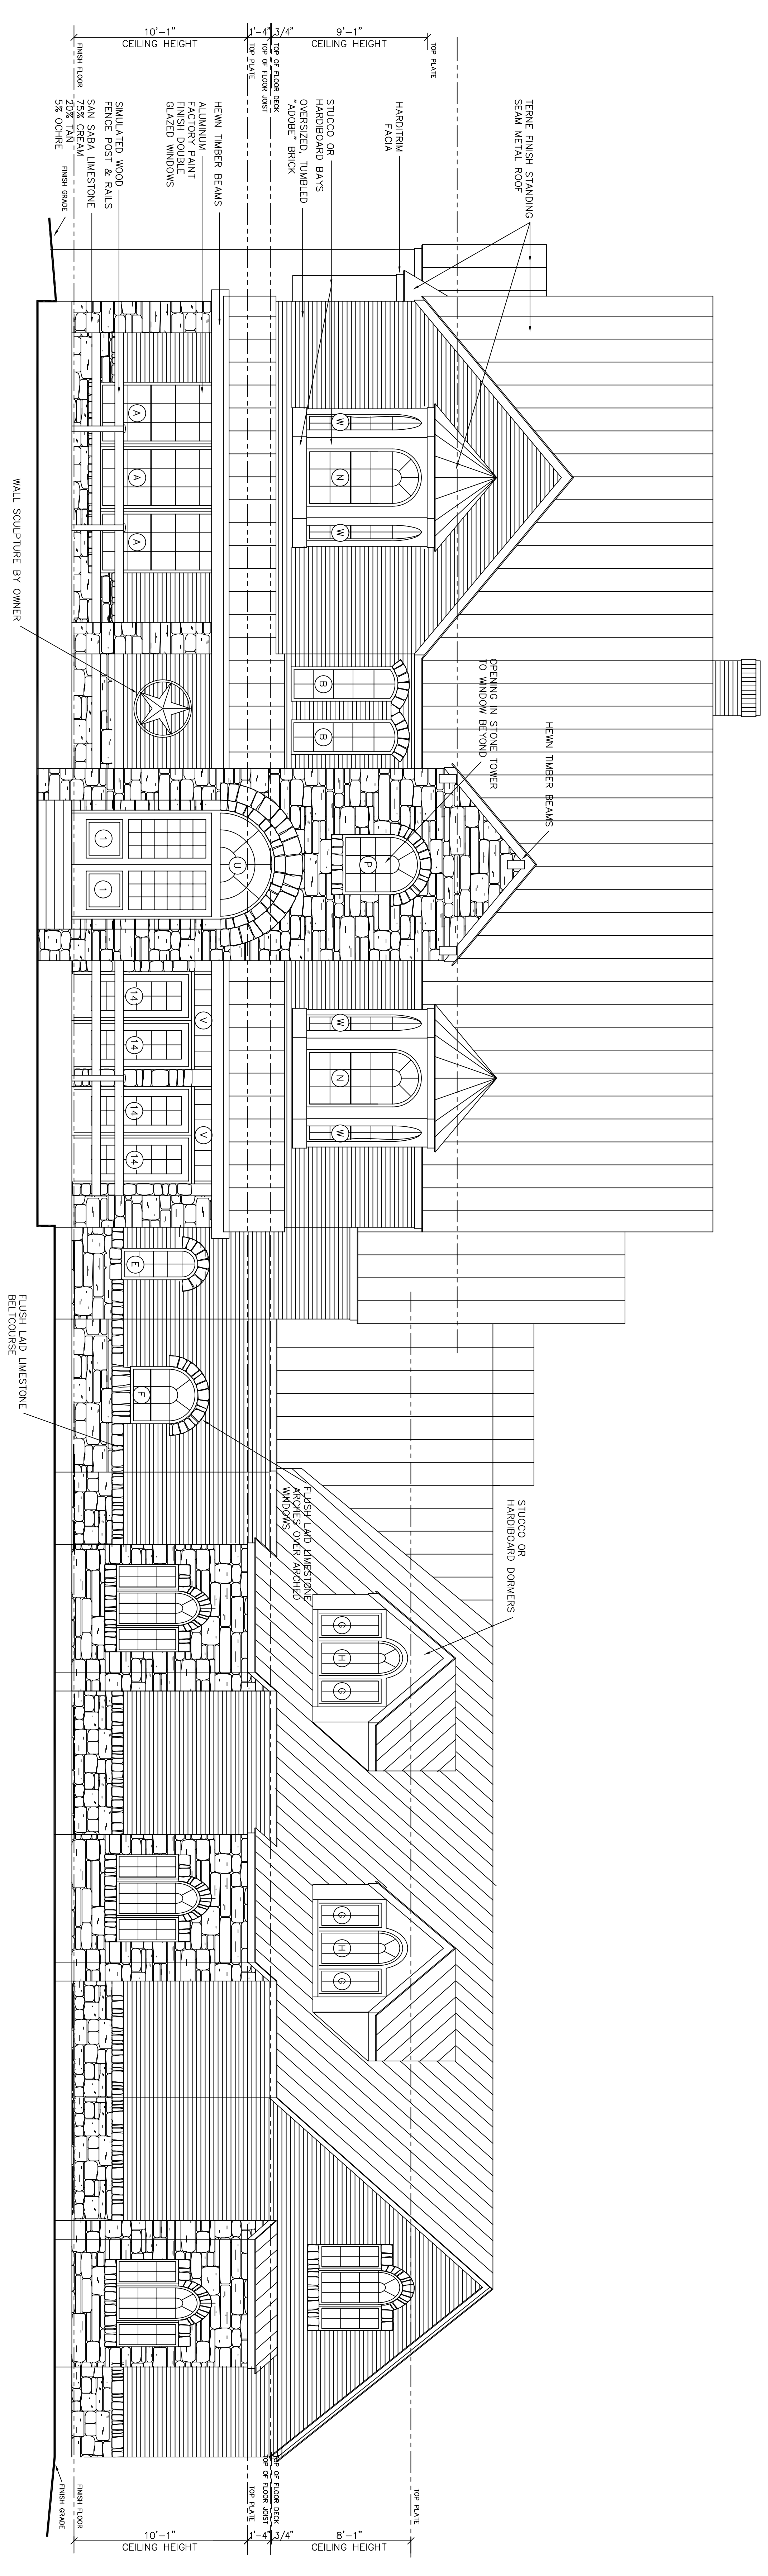 9'-1"
CEILING HEIGHT
3/4"
1'-4"
10'-1"
CEILING HEIGHT
TOP PLATE
TOP OF FLOOR DECK
TOP OF FLOOR JOIST
TOP PLATE
FINISH FLOOR
FINISH GRADE
TERNE FINISH STANDING
SEAM METAL ROOF
HARDITRIM
FACIA
STUCCO OR
HARDIBOARD BAYS
OVERSIZED, TUMBLED
"ADOBE" BRICK
HEWN TIMBER BEAMS
ALUMINUM
FACTORY PAINT
FINISH DOUBLE
GLAZED WINDOWS
SIMULATED WOOD
FENCE POST & RAILS
SAN SABA LIMESTONE
75% CREAM
20% TAN
5% OCHRE
WALL SCULPTURE BY OWNER
OPENING IN STONE TOWER
TO WINDOW BEYOND
HEWN TIMBER BEAMS
W
N
W
A
A
A
B
B
P
U
1
1
W
N
W
14
14
14
14
V
V
E
F
FLUSH LAID LIMESTONE
BELTCOURSE
FLUSH LAID LIMESTONE
ARCHES OVER ARCHED
WINDOWS
STUCCO OR
HARDIBOARD DORMERS
G
H
G
G
H
G
TOP PLATE
TOP OF FLOOR DECK
TOP OF FLOOR JOIST
TOP PLATE
FINISH FLOOR
FINISH GRADE
8'-1"
CEILING HEIGHT
3/4"
1'-4"
10'-1"
CEILING HEIGHT